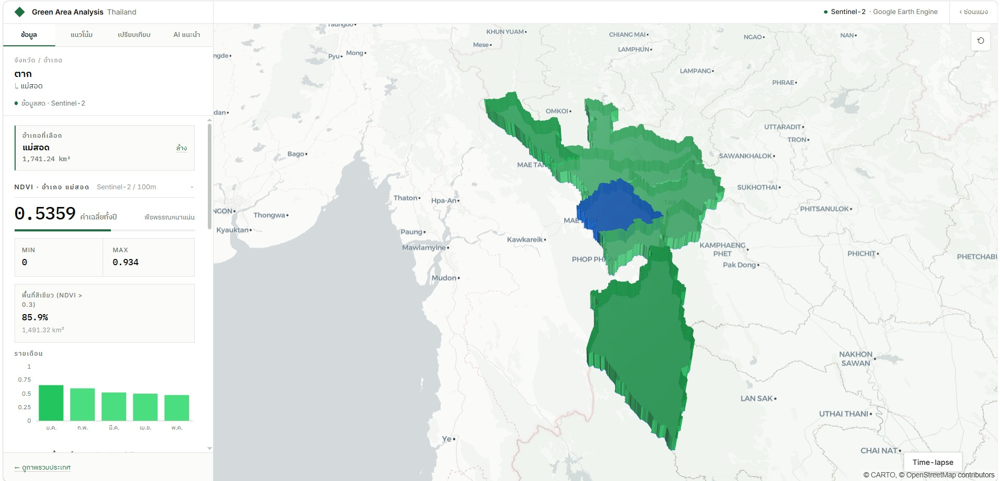 Green Area Analysis Thailand
Sentinel-2 · Google Earth Engine
‹ ซ่อนแผง
ข้อมูล
แนวโน้ม
เปรียบเทียบ
AI แนะนำ
จังหวัด / อำเภอ
ตาก
↳ แม่สอด
ข้อมูลสด · Sentinel-2
อำเภอที่เลือก
แม่สอด
ล้าง
1,741.24 km²
NDVI · อำเภอ แม่สอด Sentinel-2 / 100m
0.5359 ค่าเฉลี่ยทั้งปี
พืชพรรณหนาแน่น
MIN
0
MAX
0.934
พื้นที่สีเขียว (NDVI >
0.3)
85.9%
1,491.32 km²
รายเดือน
1
0.75
0.5
0.25
0
ม.ค.
ก.พ.
มี.ค.
เม.ย.
พ.ค.
← ดูภาพรวมประเทศ
Taungoo
KHUN YUAM
CHIANG MAI
NGAO
NAN
Mese
LAMPHUN
Pyu
Mong
LAMPANG
PHRAE
OMKOI
UTTARADIT
TRON
Bago
SAWANKHALOK
MAE TAN
SUKHOTHAI
Thaton
Hpa-An
TAK
PHITSANULOK
Thongwa
MAE
Kyauktan
Paung
Kawkareik
KAMPHAENG
PHET
Mawlamyine
PHICHIT
PHETCHABU
PHOP PH
Pak Dong
Mudon
NAKHON
SAWAN
LAN SAK
UTHAI THANI
Ye
CHAI NAT
Time-lapse
© CARTO, © OpenStreetMap contributors